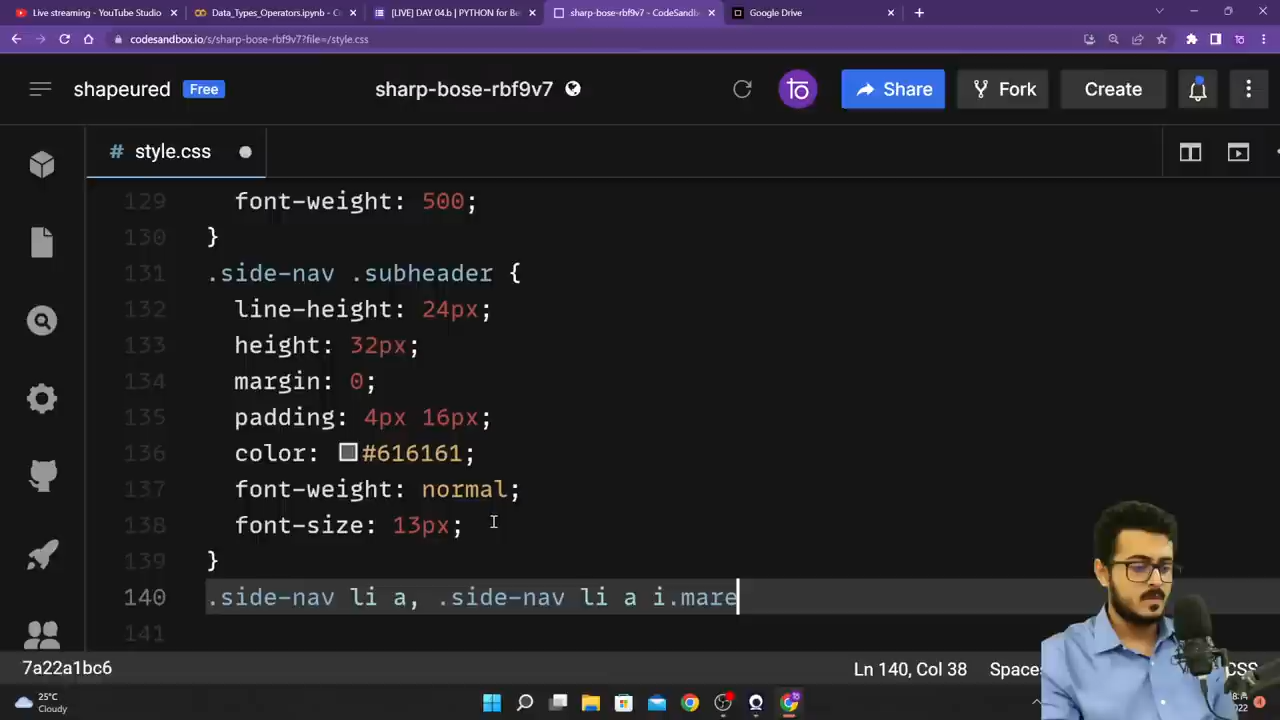 Live streaming - YouTube Studio
Data_Types_Operators.ipynb - C
[LIVE] DAY 04.b | PYTHON for Be
sharp-bose-rbf9v7 - CodeSandb
Google Drive
codesandbox.io/s/sharp-bose-rbf9v7?file=/style.css
shapeured Free
sharp-bose-rbf9v7
Share
Fork
Create
# style.css
129 font-weight: 500;
130 }
131 .side-nav .subheader {
132 line-height: 24px;
133 height: 32px;
134 margin: 0;
135 padding: 4px 16px;
136 color: #616161;
137 font-weight: normal;
138 font-size: 13px;
139 }
140 .side-nav li a, .side-nav li a i.mare
141
7a22a1bc6
Ln 140, Col 38
Spaces
CSS
25°C
Cloudy
2022